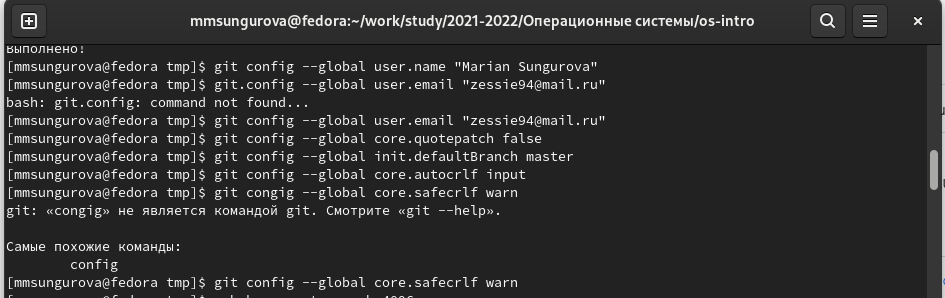 mmsungurova@fedora:~/work/study/2021-2022/Операционные системы/os-intro
Выполнено!
[mmsungurova@fedora tmp]$ git config --global user.name "Marian Sungurova"
[mmsungurova@fedora tmp]$ git.config --global user.email "zessie94@mail.ru"
bash: git.config: command not found...
[mmsungurova@fedora tmp]$ git config --global user.email "zessie94@mail.ru"
[mmsungurova@fedora tmp]$ git config --global core.quotepatch false
[mmsungurova@fedora tmp]$ git config --global init.defaultBranch master
[mmsungurova@fedora tmp]$ git config --global core.autocrlf input
[mmsungurova@fedora tmp]$ git congig --global core.safecrlf warn
git: «congig» не является командой git. Смотрите «git --help».
Самые похожие команды:
config
[mmsungurova@fedora tmp]$ git config --global core.safecrlf warn